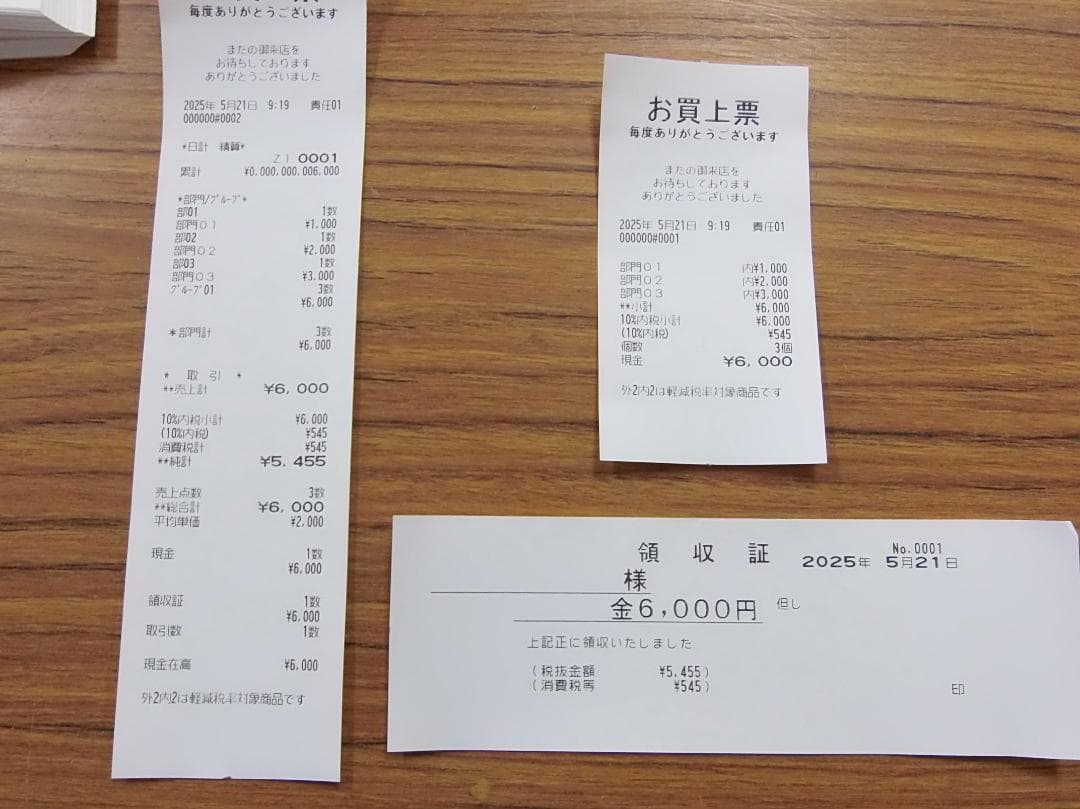 毎度ありがとうございます
またの御来店を
お待ちしております
ありがとうございました
2025年 5月21日 9:19 責任01
000000#0002
*日計 精算*
Z1 0001
累計 ¥0,000,000,006,000
*部門/グループ*
部01 1数
部門01 ¥1,000
部02 1数
部門02 ¥2,000
部03 1数
部門03 ¥3,000
グループ01 3数
¥6,000
*部門計 3数
¥6,000
* 取 引 *
**売上計 ¥6,000
10%内税小計 ¥6,000
(10%内税) ¥545
消費税計 ¥545
**純計 ¥5,455
売上点数 3数
**総合計 ¥6,000
平均単価 ¥2,000
現金 1数
¥6,000
領収証 1数
¥6,000
取引数 1数
現金在高 ¥6,000
外2内2は軽減税率対象商品です
お買上票
毎度ありがとうございます
またの御来店を
お待ちしております
ありがとうございました
2025年 5月21日 9:19 責任01
000000#0001
部門01 内¥1,000
部門02 内¥2,000
部門03 内¥3,000
**小計 ¥6,000
10%内税小計 ¥6,000
(10%内税) ¥545
個数 3個
現金 ¥6,000
外2内2は軽減税率対象商品です
No.0001
領 収 証 2025年 5月21日
様
金6,000円 但し
上記正に領収いたしました
(税抜金額 ¥5,455)
(消費税等 ¥545)
印